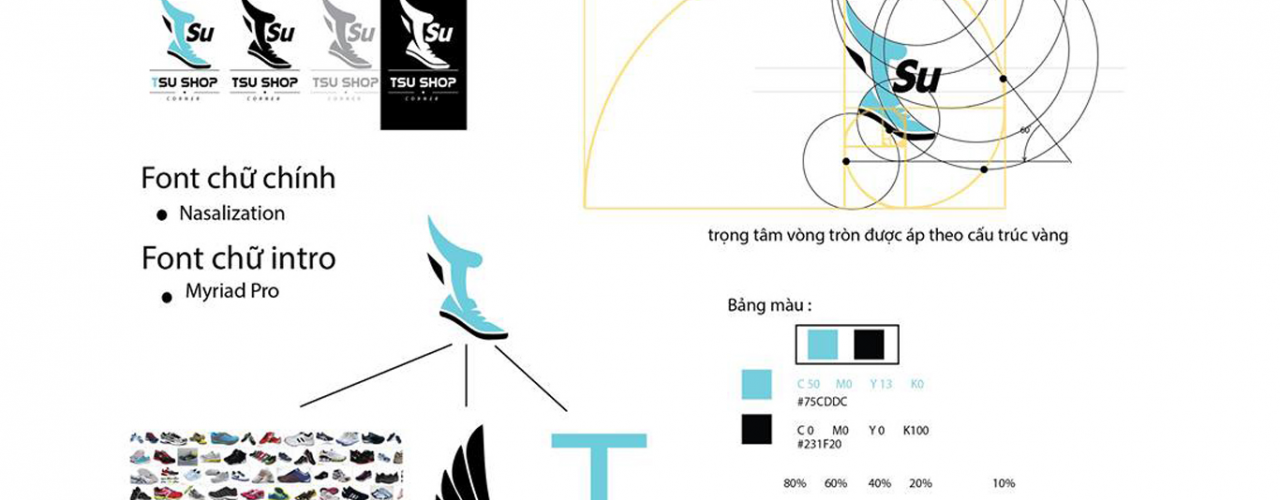 Su Su Su Su
TSU SHOP TSU SHOP TSU SHOP TSU SHOP
CORNER CORNER CORNER CORNER
Su
60
Font chữ chính
• Nasalization
Font chữ intro
• Myriad Pro
trọng tâm vòng tròn được áp theo cấu trúc vàng
Bảng màu :
C 50 M0 Y 13 K0
#75CDDC
C 0 M0 Y 0 K100
#231F20
T
80% 60% 40% 20% 10%